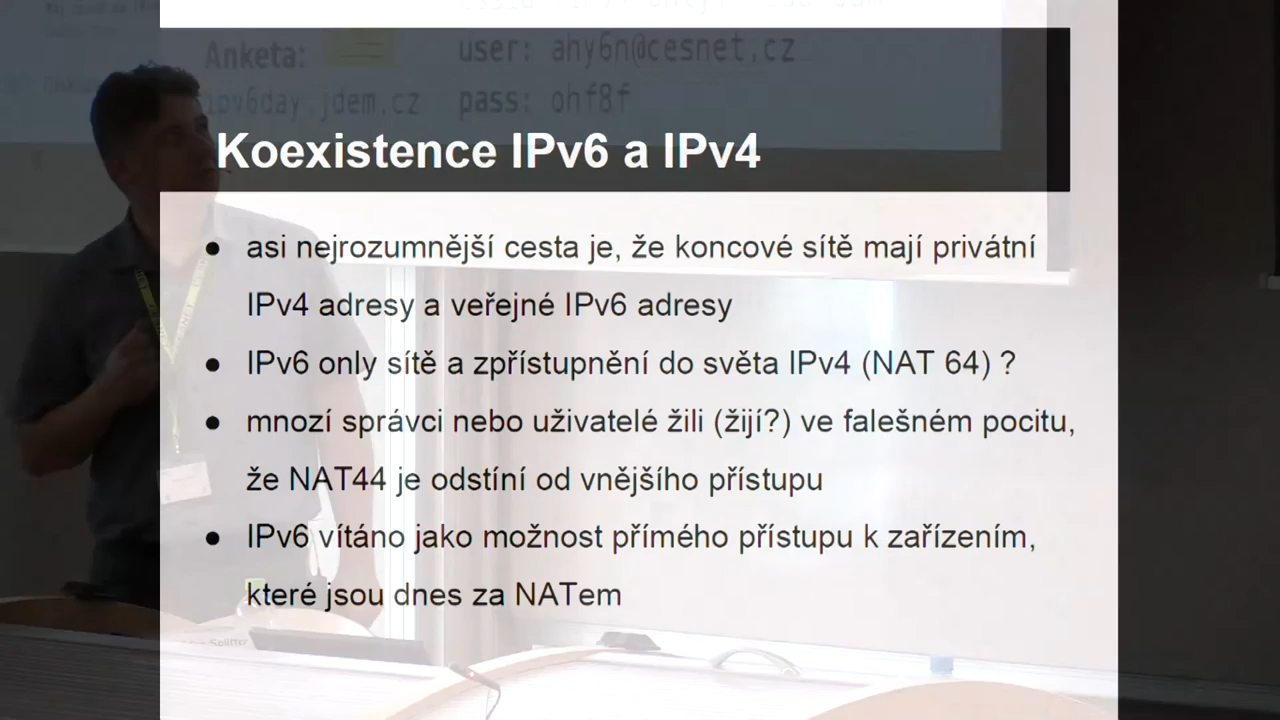 Anketa:
user: ahy6n@cesnet.cz
ipv6day.jdem.cz
pass: ohf8f
Koexistence IPv6 a IPv4
● asi nejrozumnější cesta je, že koncové sítě mají privátní
IPv4 adresy a veřejné IPv6 adresy
● IPv6 only sítě a zpřístupnění do světa IPv4 (NAT 64) ?
● mnozí správci nebo uživatelé žili (žijí?) ve falešném pocitu,
že NAT44 je odstíní od vnějšího přístupu
● IPv6 vítáno jako možnost přímého přístupu k zařízením,
které jsou dnes za NATem
Splitter